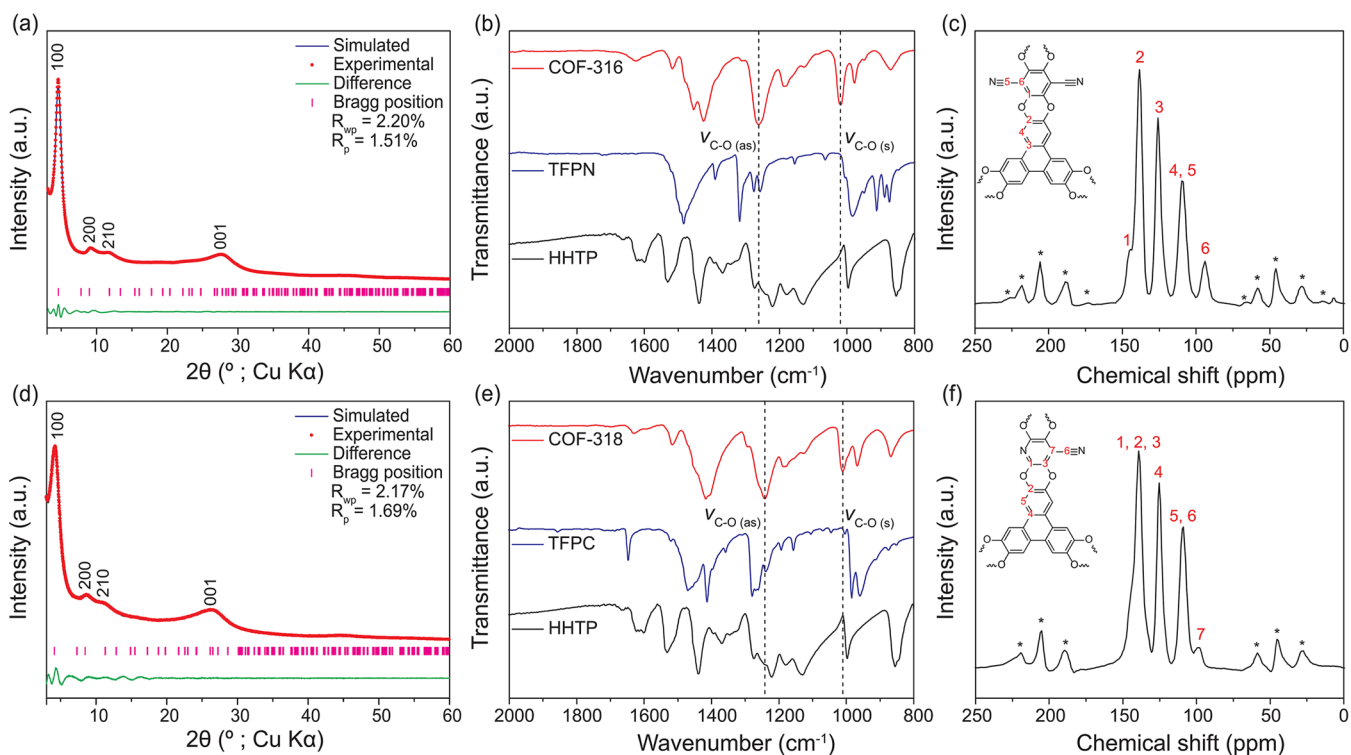 (a)
100
Simulated
Experimental
Difference
Bragg position
Rwp = 2.20%
Rp = 1.51%
200
210
001
Intensity (a.u.)
10 20 30 40 50 60
2θ (º ; Cu Kα)
(b)
COF-316
νC-O (as)
νC-O (s)
TFPN
HHTP
Transmittance (a.u.)
2000 1800 1600 1400 1200 1000 800
Wavenumber (cm-1)
(c)
2
3
4, 5
1
6
* * * * * * * * * *
O O
N≡5 6 C≡N
1
O O
2
4
3
O O
O O
Intensity (a.u.)
250 200 150 100 50 0
Chemical shift (ppm)
(d)
100
Simulated
Experimental
Difference
Bragg position
Rwp = 2.17%
Rp = 1.69%
200
210
001
Intensity (a.u.)
10 20 30 40 50 60
2θ (º ; Cu Kα)
(e)
COF-318
νC-O (as)
νC-O (s)
TFPC
HHTP
Transmittance (a.u.)
2000 1800 1600 1400 1200 1000 800
Wavenumber (cm-1)
(f)
1, 2, 3
4
5, 6
7
* * * * * *
O O
N 7 6≡N
1 3
O O
2
5
4
O O
O O
Intensity (a.u.)
250 200 150 100 50 0
Chemical shift (ppm)